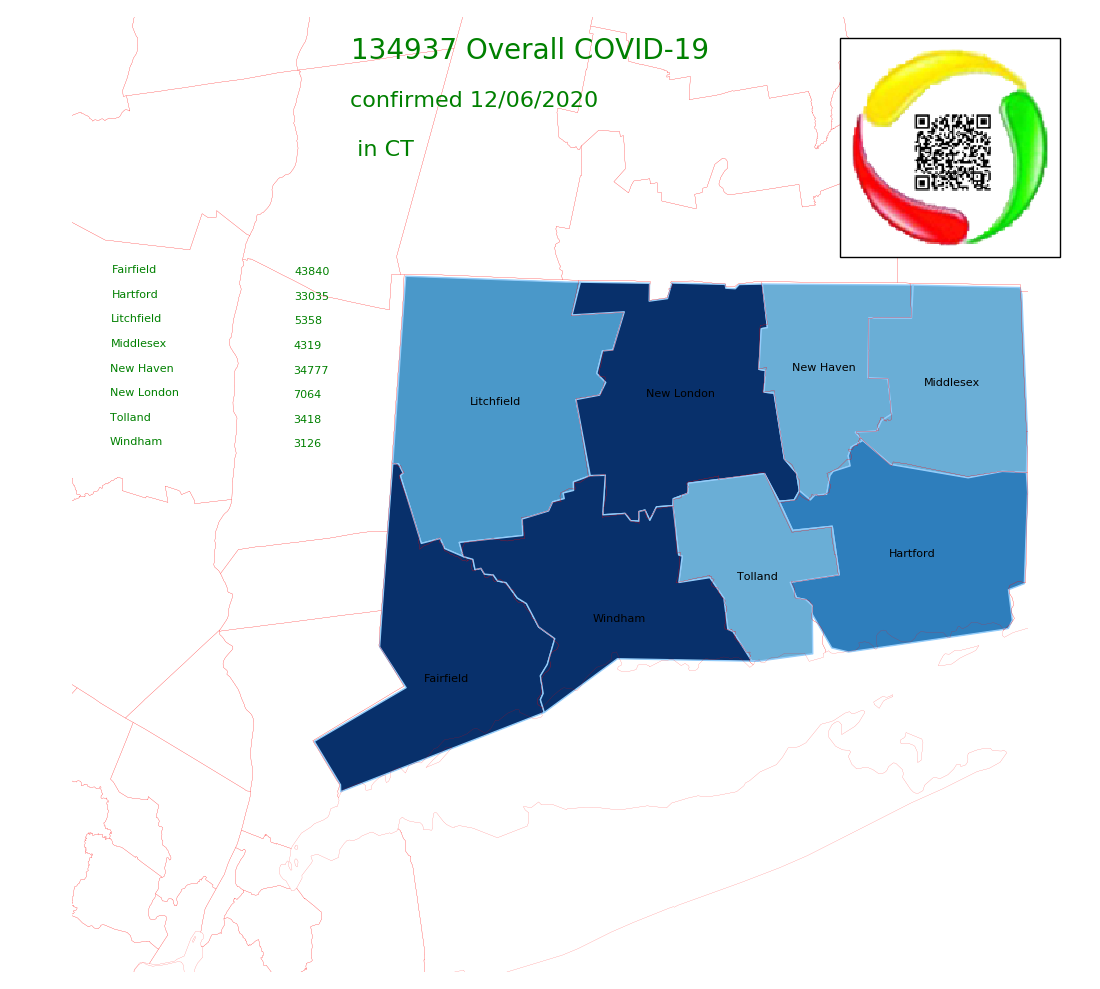 134937 Overall COVID-19
confirmed 12/06/2020
in CT
Fairfield 43840
Hartford 33035
Litchfield 5358
Middlesex 4319
New Haven 34777
New London 7064
Tolland 3418
Windham 3126
New Haven
Middlesex
New London
Litchfield
Hartford
Tolland
Windham
Fairfield